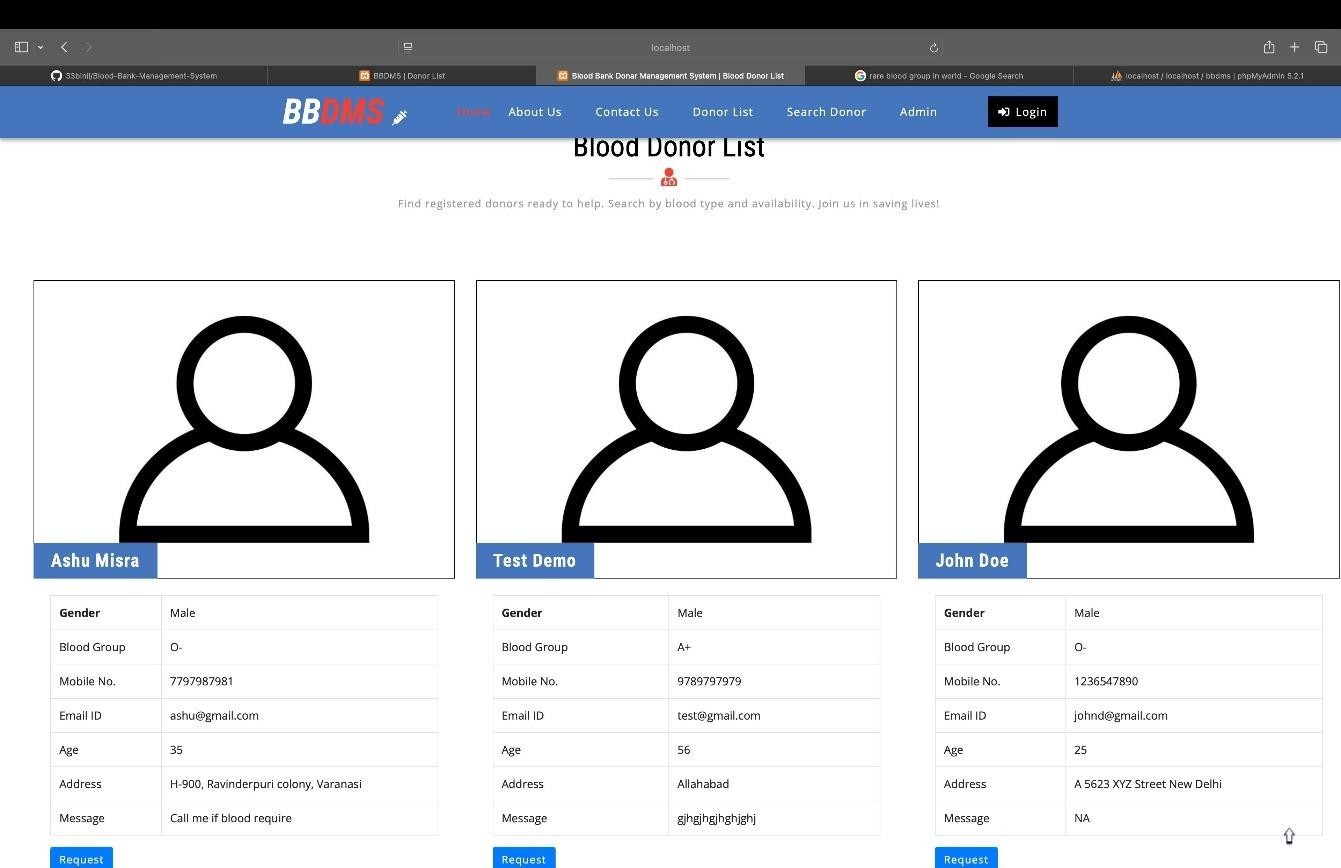 localhost
33binil/Blood-Bank-Management-System
BBDMS | Donor List
Blood Bank Donar Management System | Blood Donor List
rare blood group in world - Google Search
localhost / localhost / bbdms | phpMyAdmin 5.2.1
BBDMS
Home
About Us
Contact Us
Donor List
Search Donor
Admin
Login
Blood Donor List
Find registered donors ready to help. Search by blood type and availability. Join us in saving lives!
Ashu Misra
Gender Male
Blood Group O-
Mobile No. 7797987981
Email ID ashu@gmail.com
Age 35
Address H-900, Ravinderpuri colony, Varanasi
Message Call me if blood require
Request
Test Demo
Gender Male
Blood Group A+
Mobile No. 9789797979
Email ID test@gmail.com
Age 56
Address Allahabad
Message gjhgjhgjhghjghj
Request
John Doe
Gender Male
Blood Group O-
Mobile No. 1236547890
Email ID johnd@gmail.com
Age 25
Address A 5623 XYZ Street New Delhi
Message NA
Request